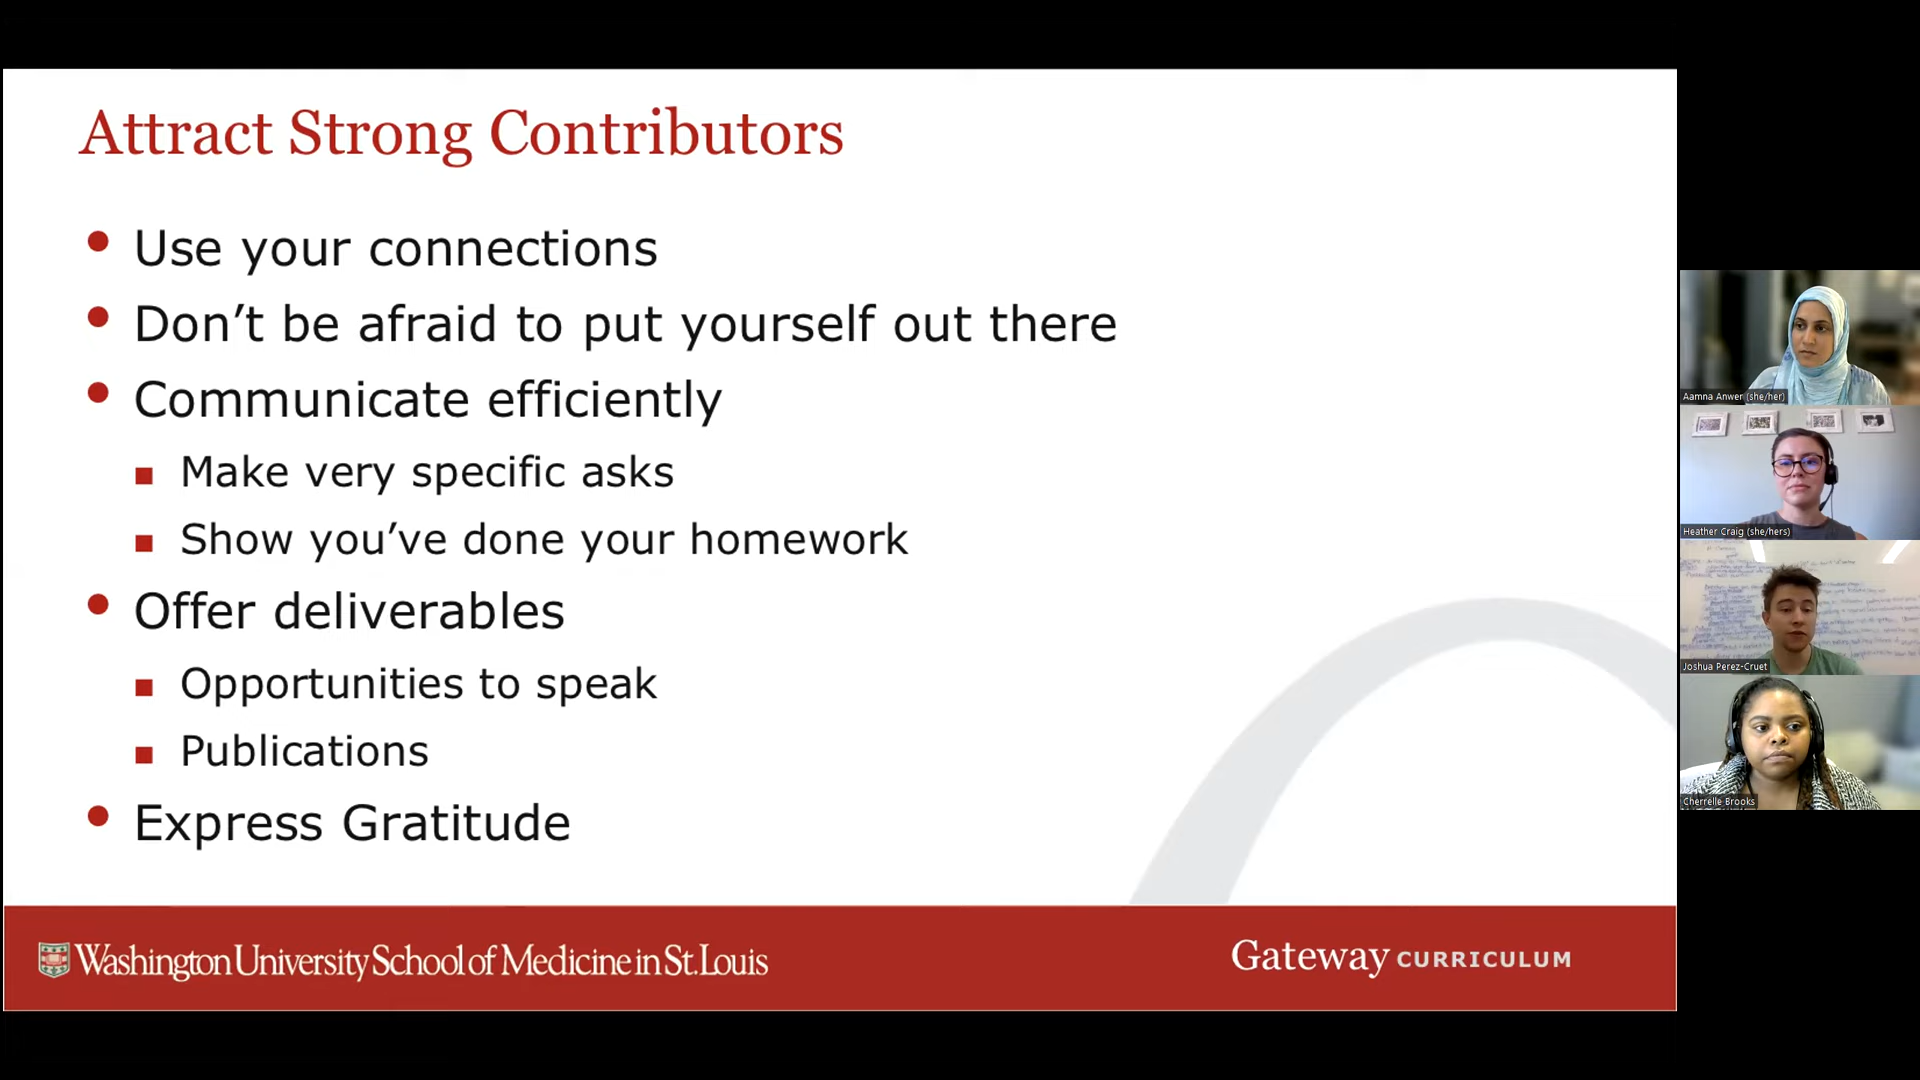 Attract Strong Contributors
Use your connections
Don’t be afraid to put yourself out there
Communicate efficiently
Make very specific asks
Show you’ve done your homework
Offer deliverables
Opportunities to speak
Publications
Express Gratitude
Washington University School of Medicine in St. Louis
Gateway CURRICULUM
Aamna Anwer (she/her)
Heather Craig (she/hers)
Joshua Perez-Cruet
Cherrelle Brooks